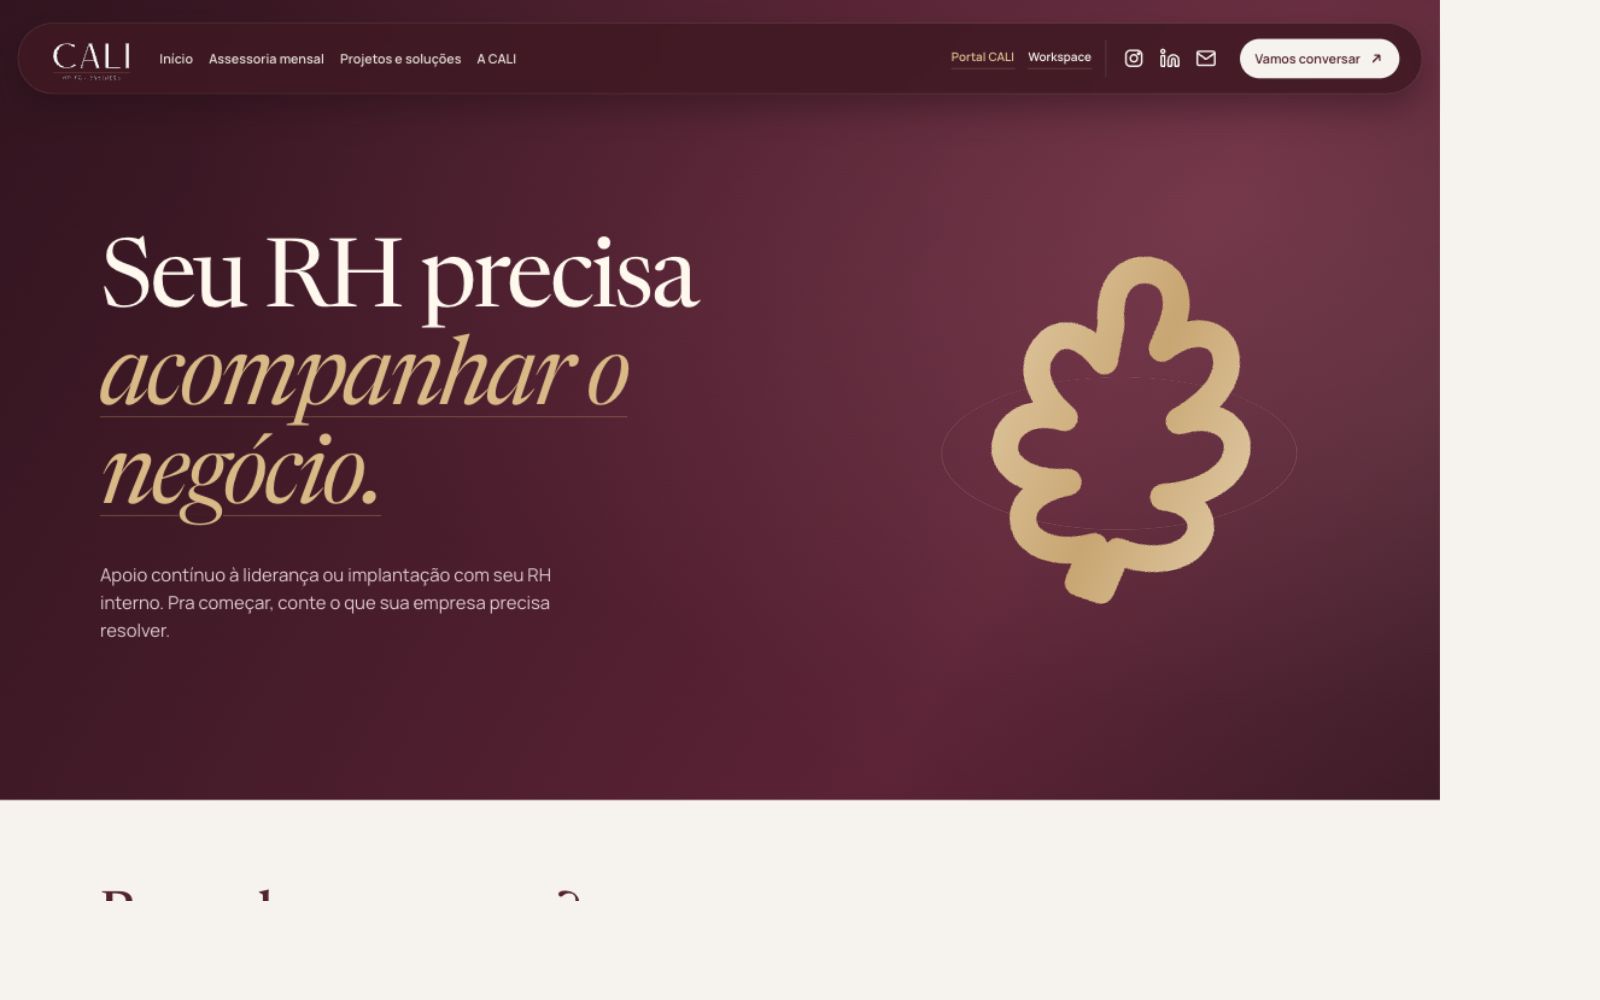 CALI
Início Assessoria mensal Projetos e soluções A CALI
Portal CALI Workspace
Vamos conversar
Seu RH precisa
acompanhar o
negócio.
Apoio contínuo à liderança ou implantação com seu RH
interno. Pra começar, conte o que sua empresa precisa
resolver.